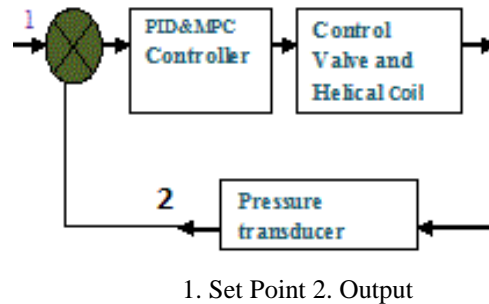 1
PID&MPC
Controller
Control
Valve and
Helical Coil
2
Pressure
transducer
1. Set Point 2. Output